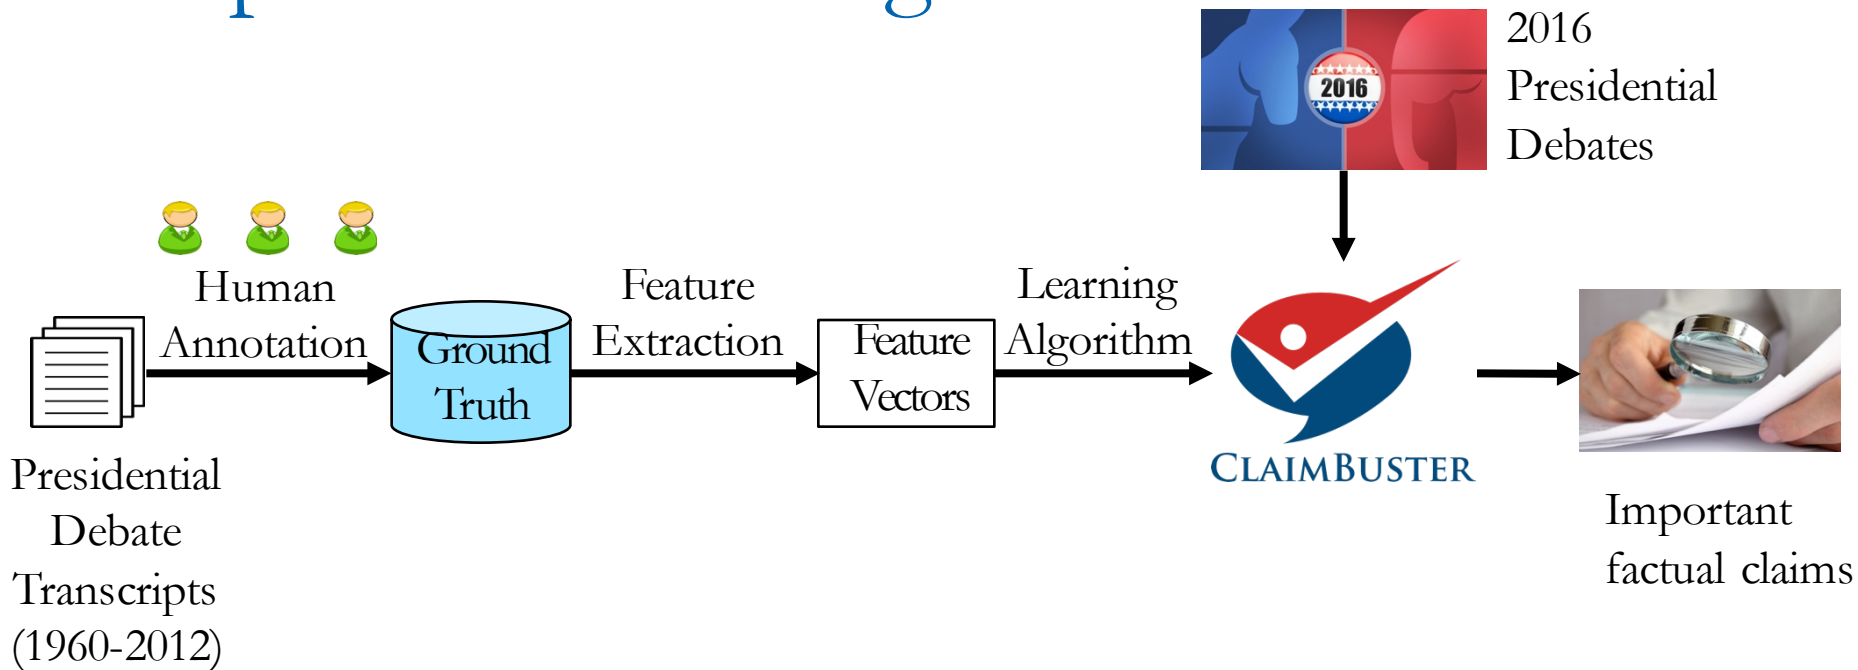 2016
Presidential
Debates
2016
Human
Annotation
Feature
Extraction
Learning
Algorithm
Ground
Truth
Feature
Vectors
CLAIMBUSTER
Presidential
Debate
Transcripts
(1960-2012)
Important
factual claims